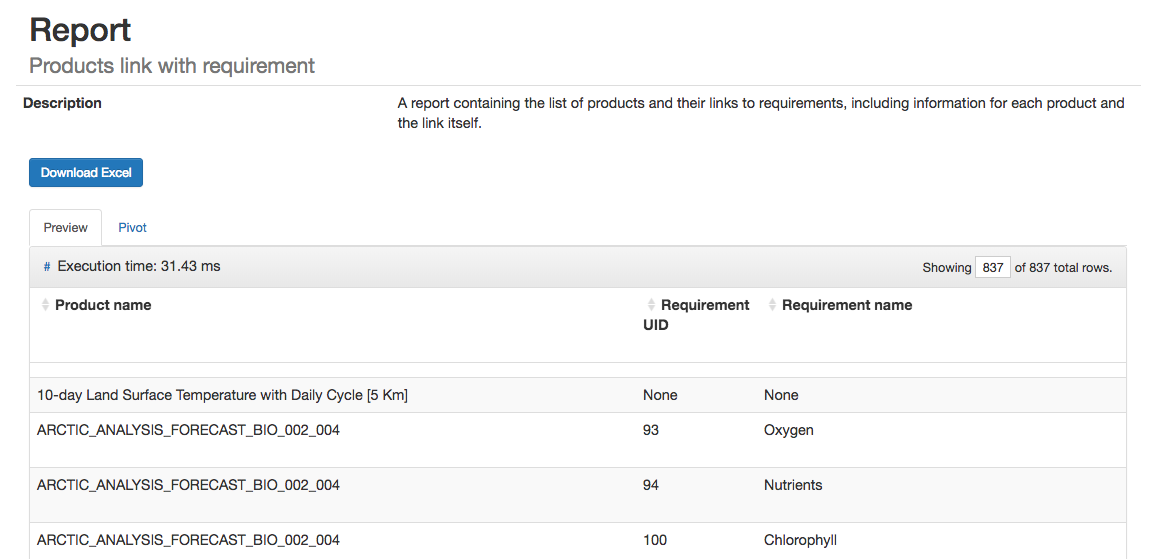 Report
Products link with requirement
Description
A report containing the list of products and their links to requirements, including information for each product and
the link itself.
Download Excel
Preview Pivot
# Execution time: 31.43 ms
Showing 837 of 837 total rows.
Product name Requirement UID Requirement name
10-day Land Surface Temperature with Daily Cycle [5 Km] None None
ARCTIC_ANALYSIS_FORECAST_BIO_002_004 93 Oxygen
ARCTIC_ANALYSIS_FORECAST_BIO_002_004 94 Nutrients
ARCTIC_ANALYSIS_FORECAST_BIO_002_004 100 Chlorophyll